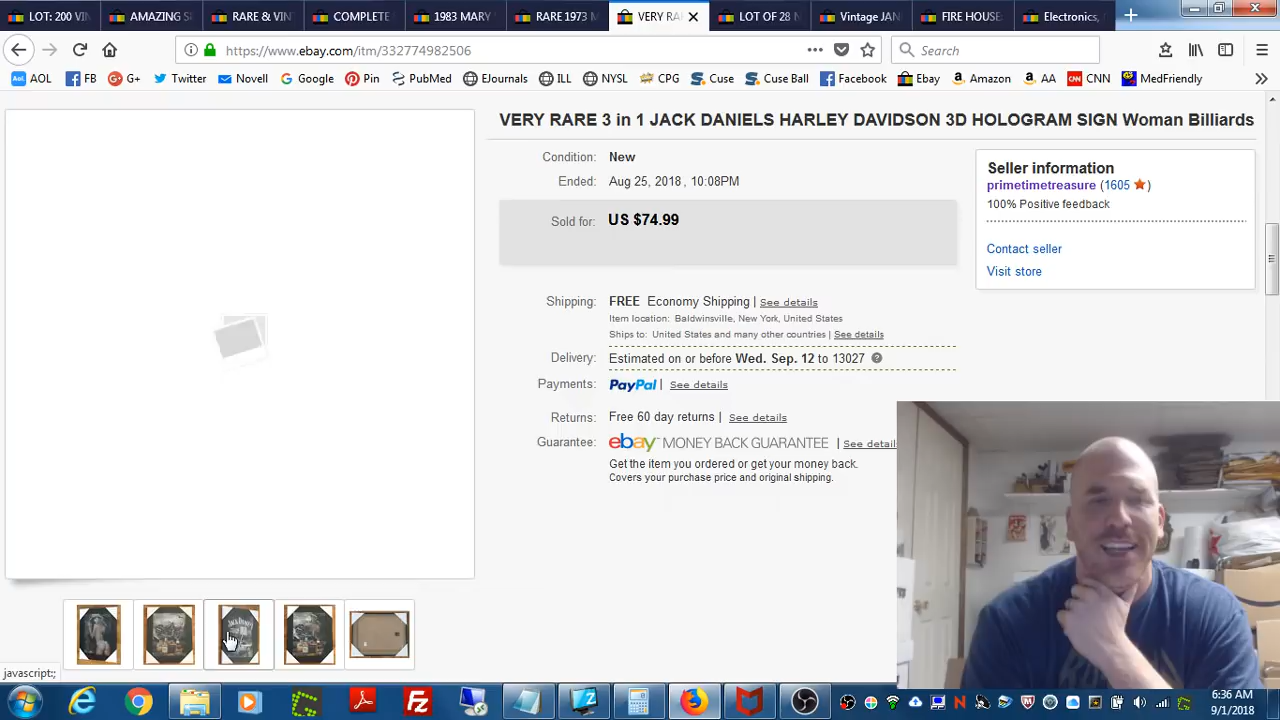 LOT: 200 VIN
AMAZING S
RARE & VIN
COMPLETE
1983 MARY
RARE 1973 M
VERY RA
LOT OF 28 N
Vintage JAN
FIRE HOUSE
Electronics,
https://www.ebay.com/itm/332774982506
Search
AOL
FB
G+
Twitter
Novell
Google
Pin
PubMed
EJournals
ILL
NYSL
CPG
Cuse
Cuse Ball
Facebook
Ebay
Amazon
AA
CNN
MedFriendly
VERY RARE 3 in 1 JACK DANIELS HARLEY DAVIDSON 3D HOLOGRAM SIGN Woman Billiards
Condition: New
Ended: Aug 25, 2018 , 10:08PM
Sold for: US $74.99
Shipping: FREE Economy Shipping | See details
Item location: Baldwinsville, New York, United States
Ships to: United States and many other countries | See details
Delivery: Estimated on or before Wed. Sep. 12 to 13027
Payments: PayPal | See details
Returns: Free 60 day returns | See details
Guarantee: ebay MONEY BACK GUARANTEE | See detail
Get the item you ordered or get your money back.
Covers your purchase price and original shipping.
Seller information
primetimetreasure (1605 )
100% Positive feedback
Contact seller
Visit store
javascript:;
6:36 AM
9/1/2018